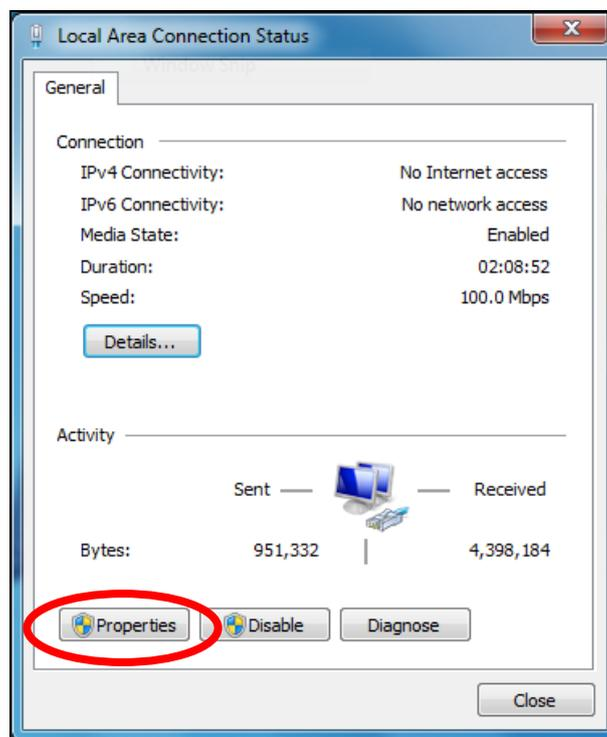 Local Area Connection Status
Window Snip
General
Connection
IPv4 Connectivity: No Internet access
IPv6 Connectivity: No network access
Media State: Enabled
Duration: 02:08:52
Speed: 100.0 Mbps
Details...
Activity
Sent Received
Bytes: 951,332 4,398,184
Properties Disable Diagnose
Close